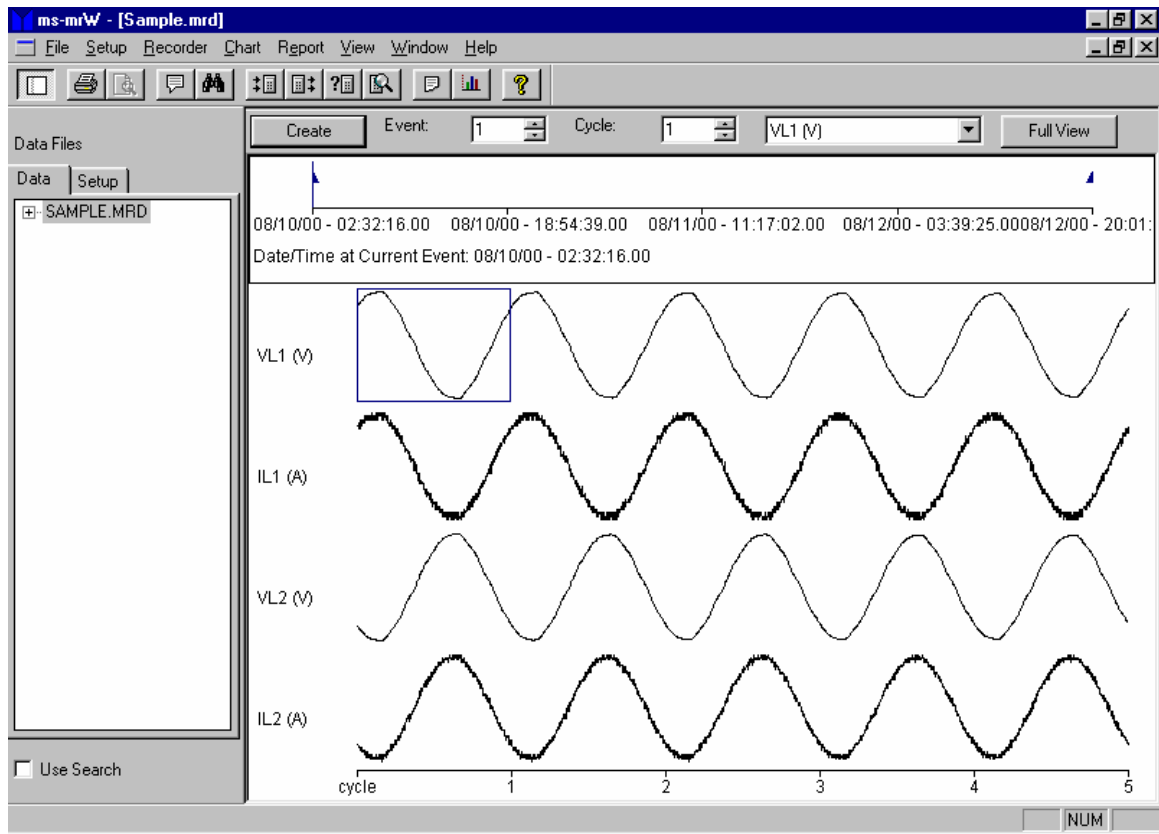 ms-mrW - [Sample.mrd]
File Setup Recorder Chart Report View Window Help
Data Files
Data Setup
SAMPLE.MRD
Use Search
Create Event: 1 Cycle: 1 VL1 (V) Full View
08/10/00 - 02:32:16.00 08/10/00 - 18:54:39.00 08/11/00 - 11:17:02.00 08/12/00 - 03:39:25.0008/12/00 - 20:01:
Date/Time at Current Event: 08/10/00 - 02:32:16.00
VL1 (V)
IL1 (A)
VL2 (V)
IL2 (A)
cycle 1 2 3 4 5
NUM